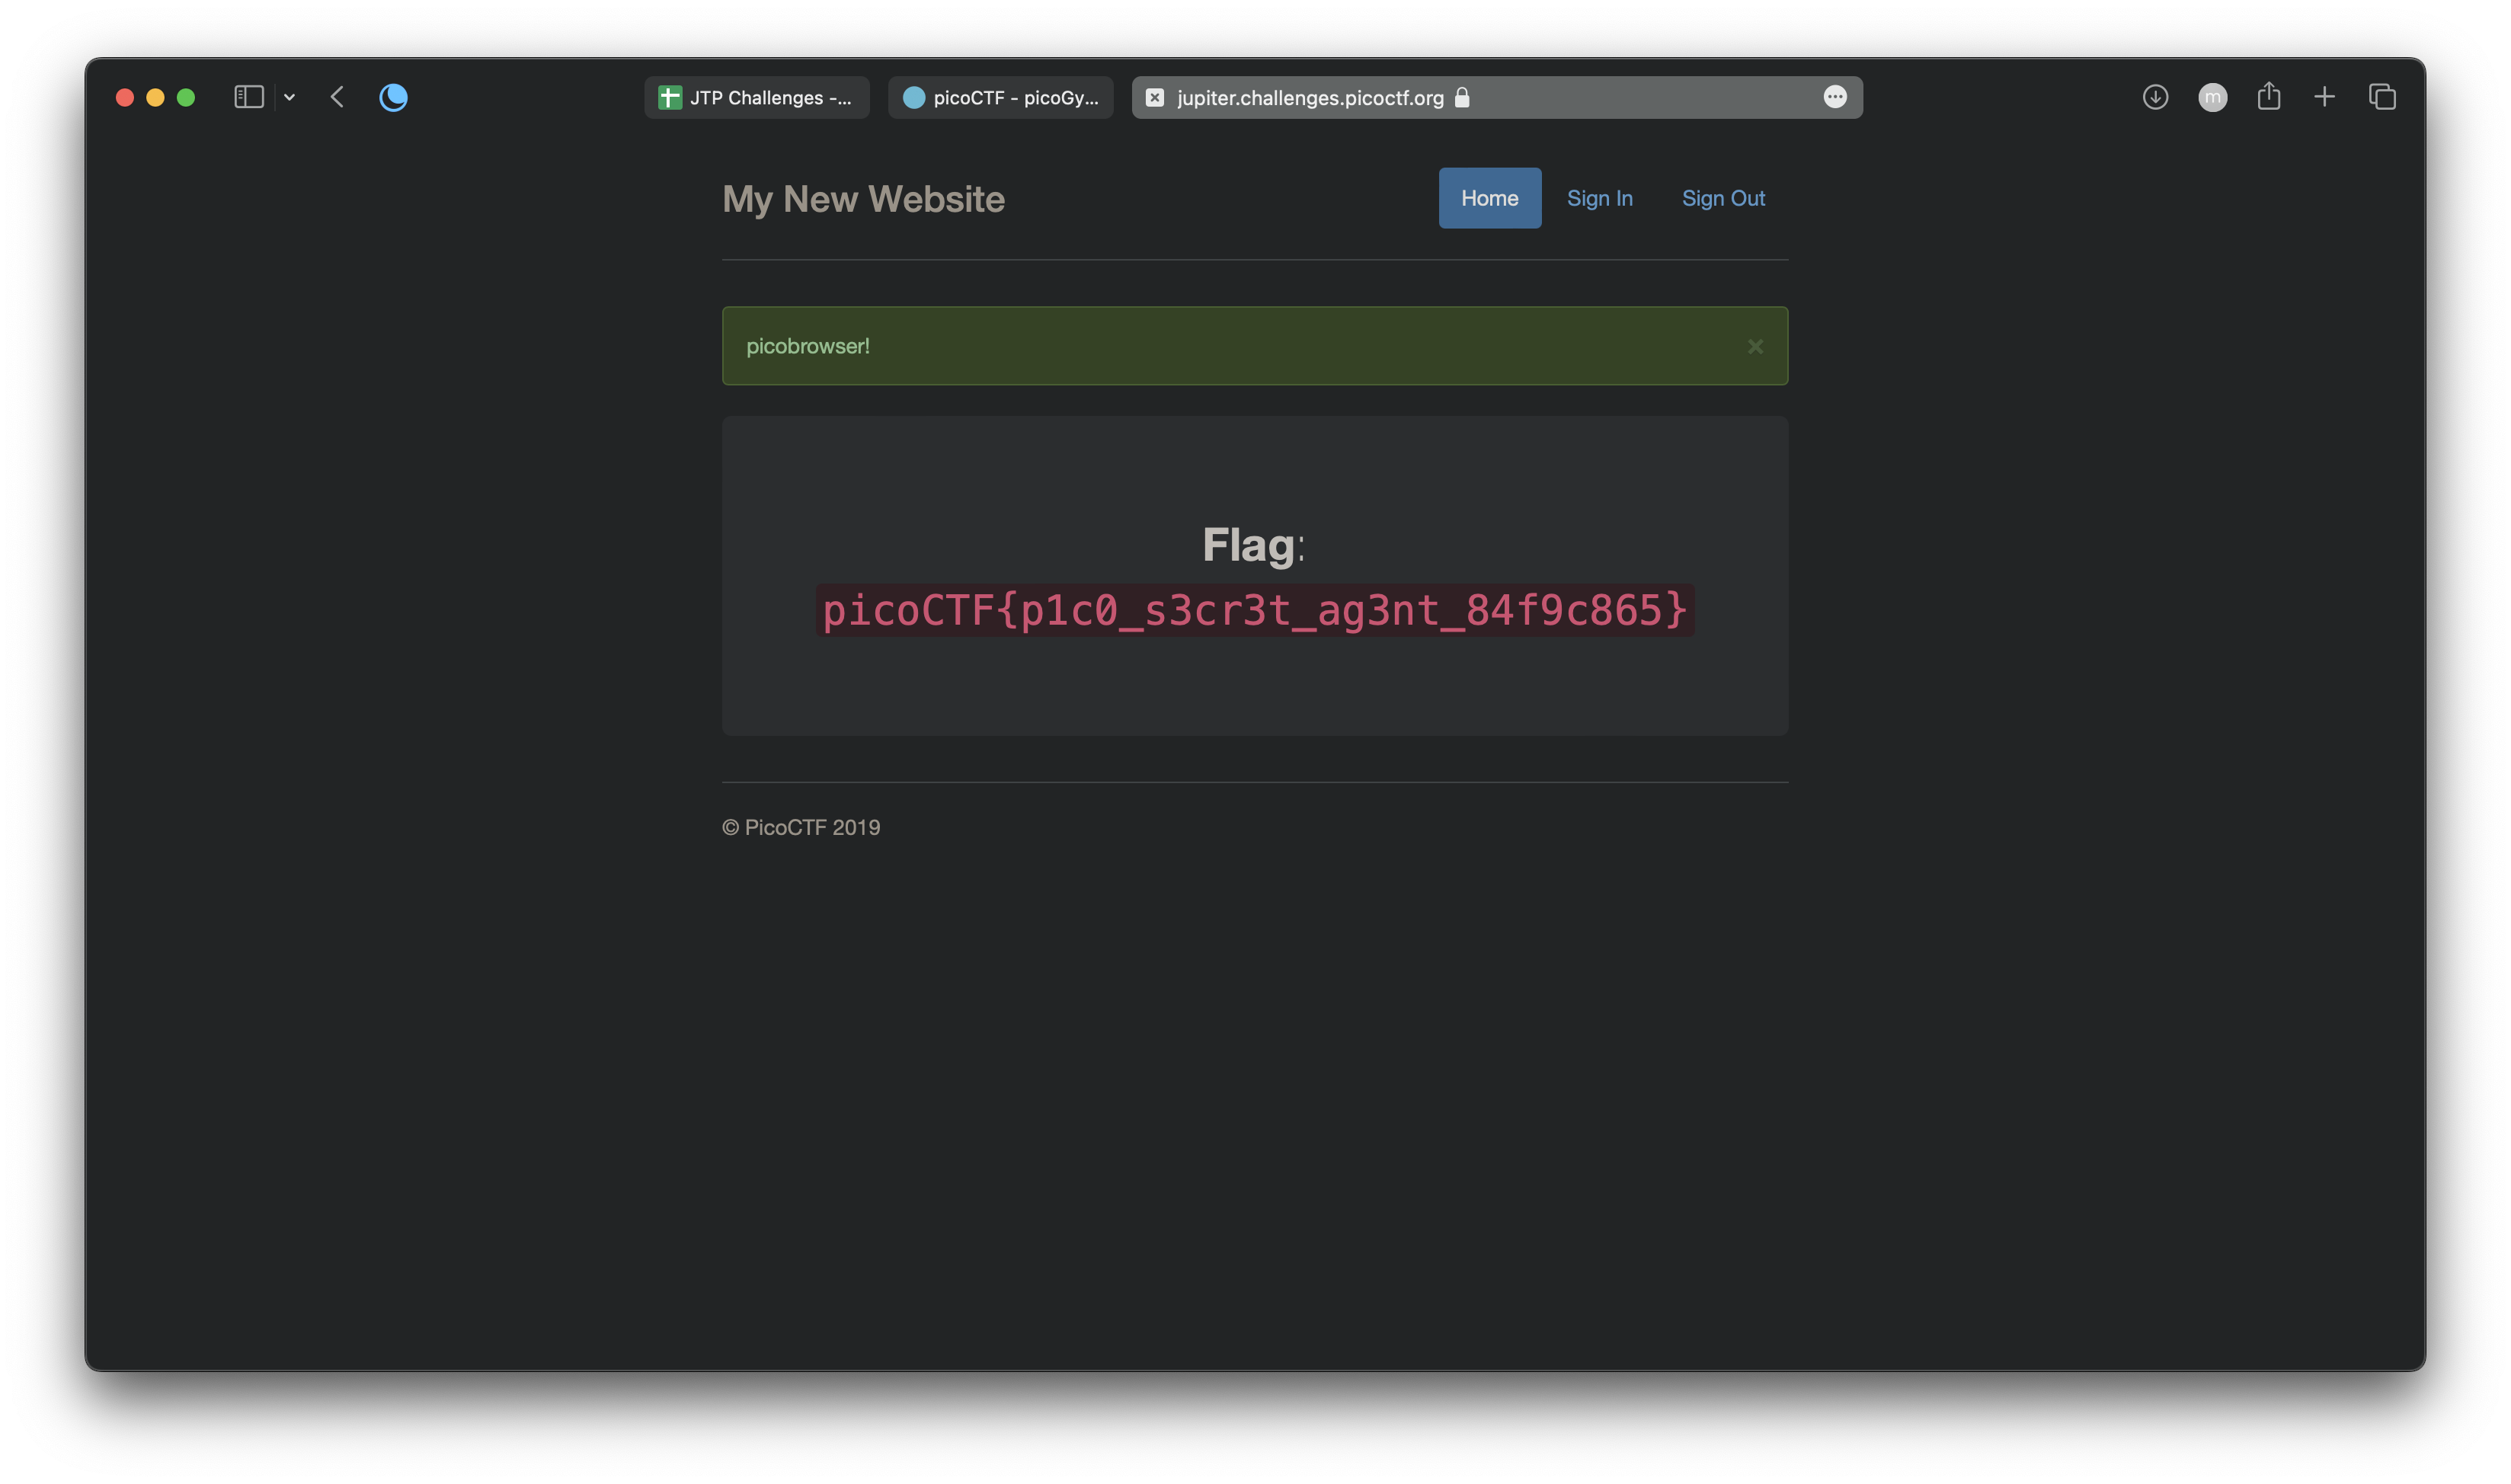 JTP Challenges -...
picoCTF - picoGy...
jupiter.challenges.picoctf.org
m
My New Website
Home
Sign In
Sign Out
picobrowser!
×
Flag:
picoCTF{p1c0_s3cr3t_ag3nt_84f9c865}
© PicoCTF 2019